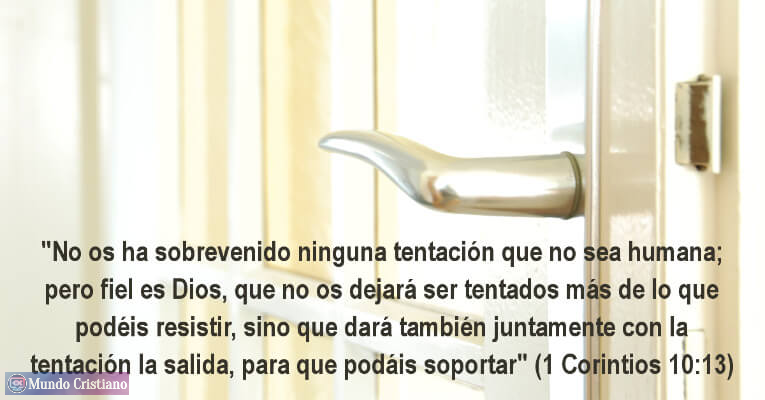 "No os ha sobrevenido ninguna tentación que no sea humana;
pero fiel es Dios, que no os dejará ser tentados más de lo que
podéis resistir, sino que dará también juntamente con la
tentación la salida, para que podáis soportar" (1 Corintios 10:13)
Mundo Cristiano